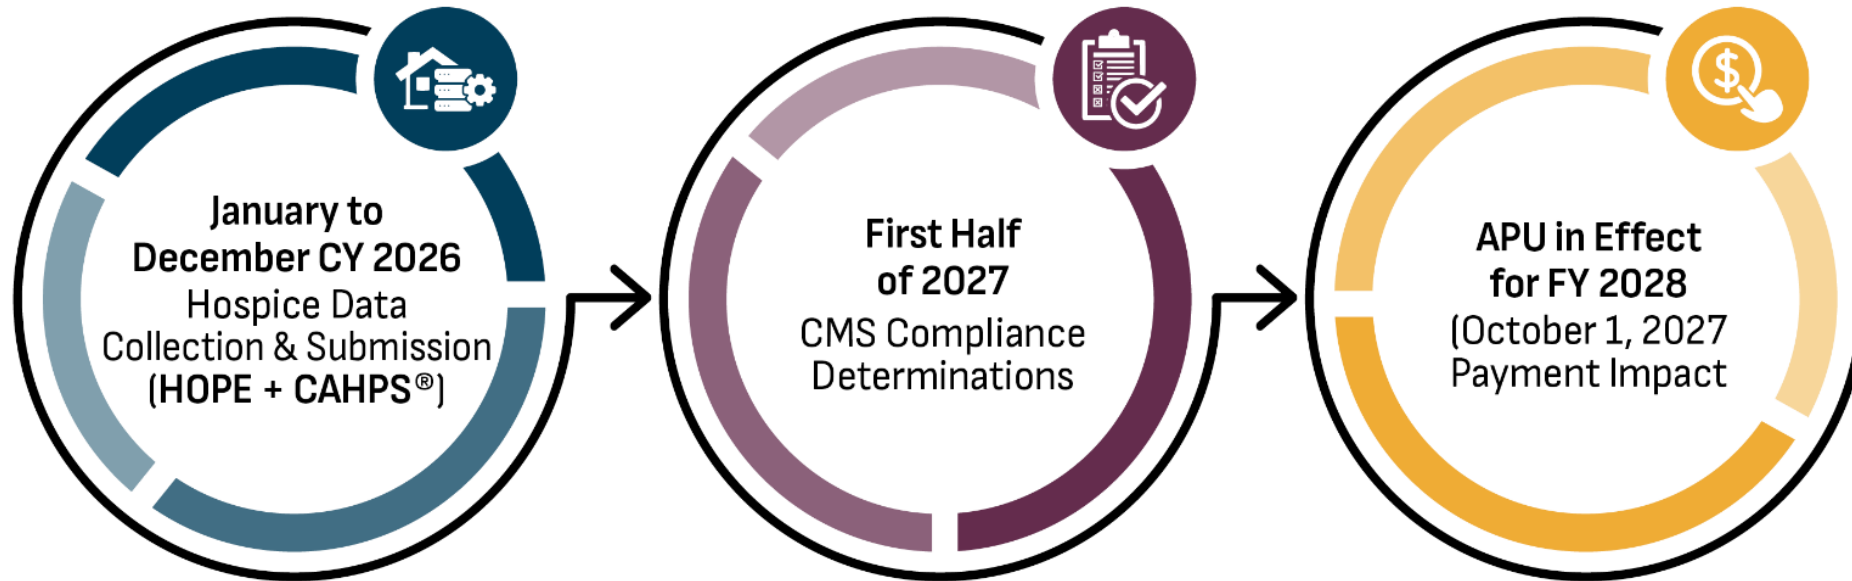 January to
December CY 2026
Hospice Data
Collection & Submission
(HOPE + CAHPS®)
First Half
of 2027
CMS Compliance
Determinations
APU in Effect
for FY 2028
(October 1, 2027
Payment Impact